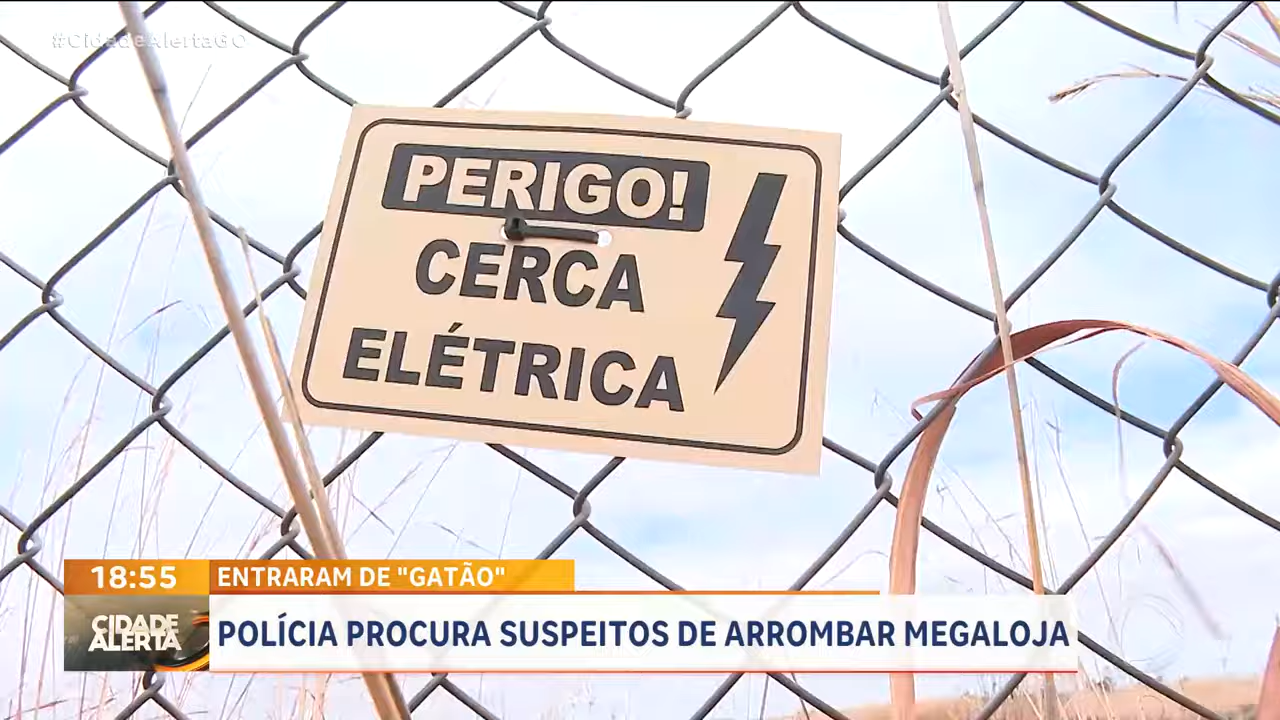 #CidadeAlertaGO
PERIGO!
CERCA
ELÉTRICA
18:55
ENTRARAM DE "GATÃO"
CIDADE
ALERTA
POLÍCIA PROCURA SUSPEITOS DE ARROMBAR MEGALOJA